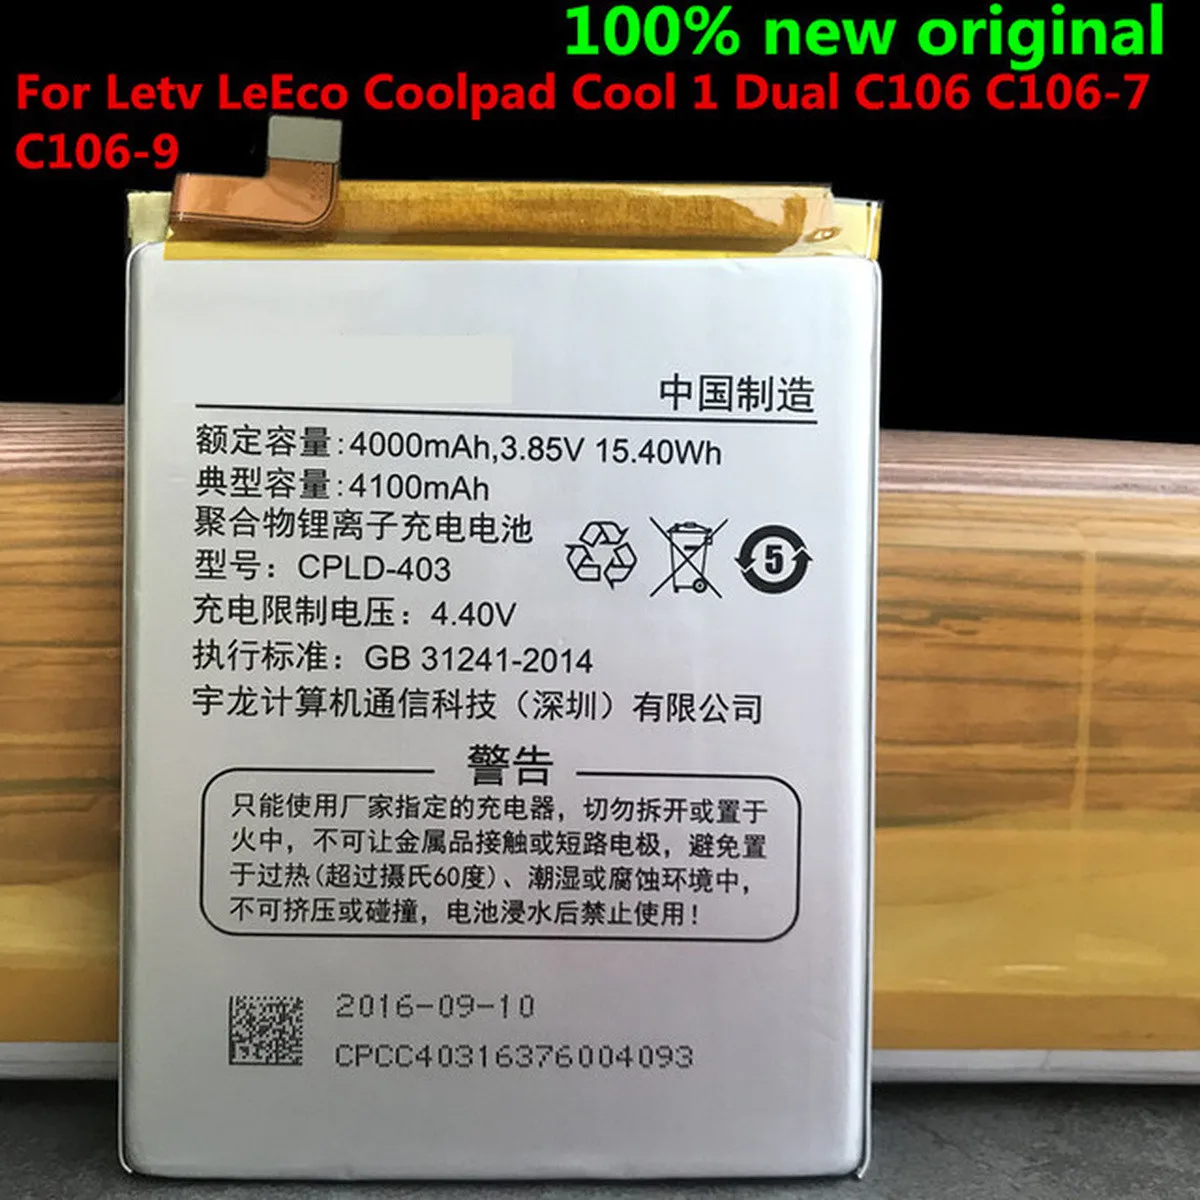 100% new original
For Letv LeEco Coolpad Cool 1 Dual C106 C106-7
C106-9
中国制造
额定容量:4000mAh,3.85V 15.40Wh
典型容量:4100mAh
聚合物锂离子充电电池
型号：CPLD-403
5
充电限制电压：4.40V
执行标准：GB 31241-2014
宇龙计算机通信科技（深圳）有限公司
警告
只能使用厂家指定的充电器，切勿拆开或置于
火中，不可让金属品接触或短路电极，避免置
于过热(超过摄氏60度)、潮湿或腐蚀环境中，
不可挤压或碰撞，电池浸水后禁止使用！
2016-09-10
CPCC40316376004093